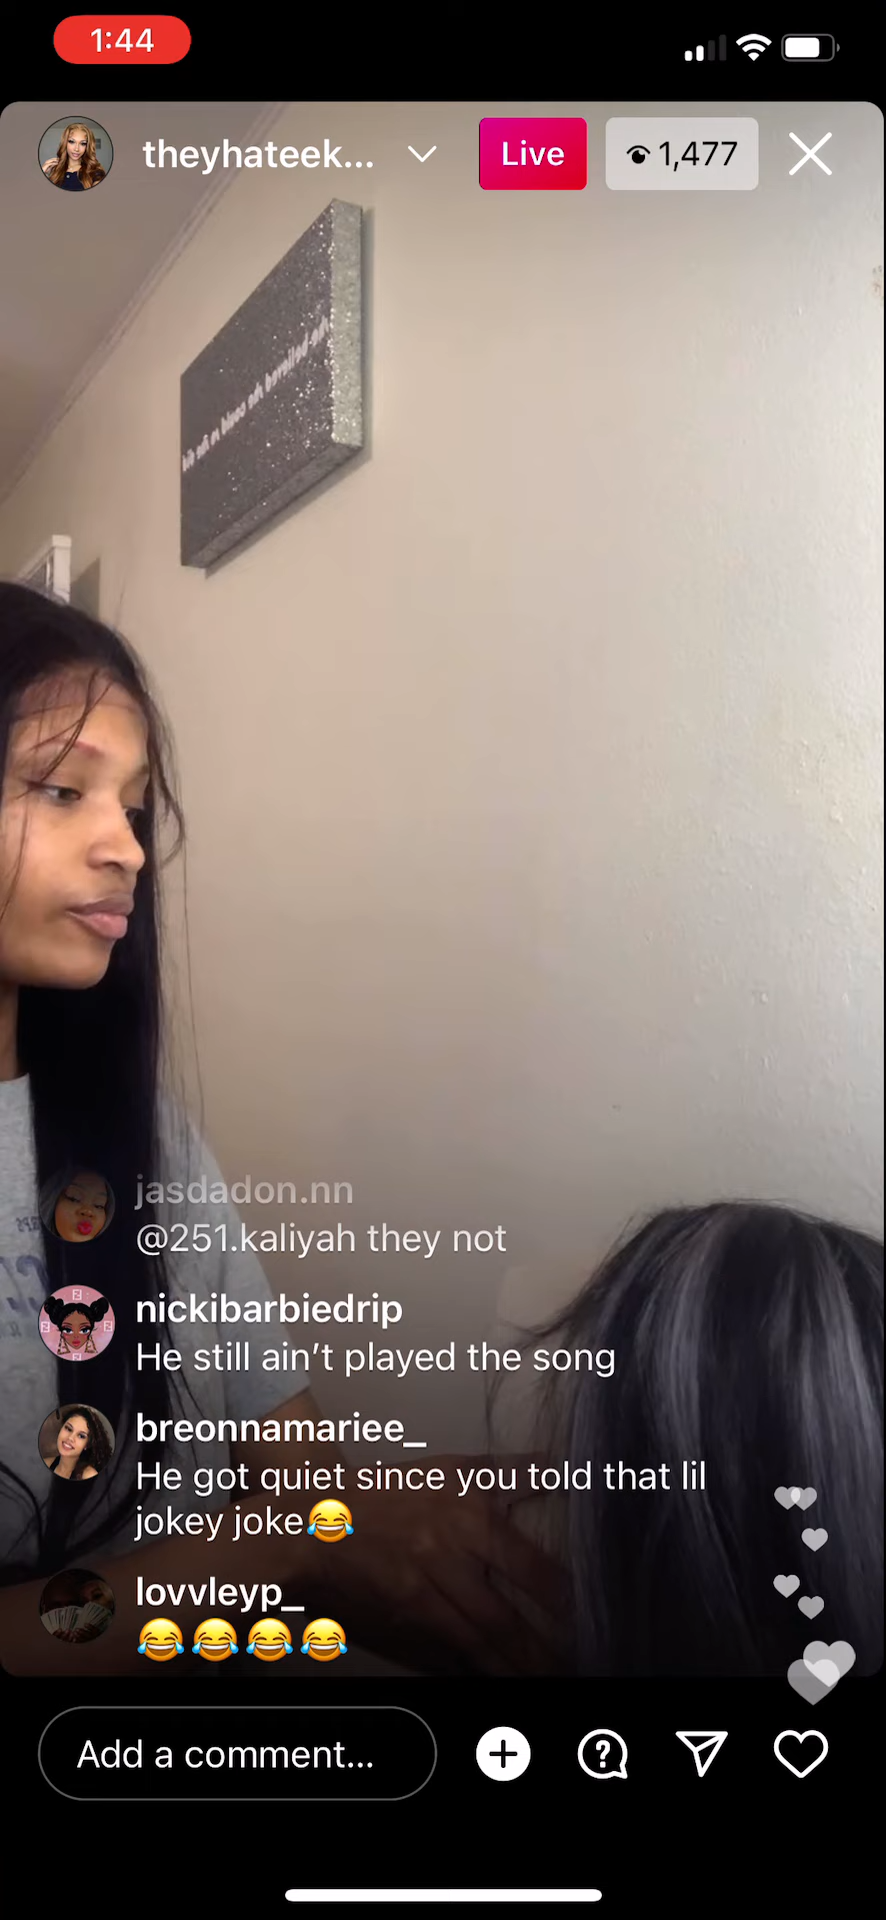 1:44
theyhateek...
Live
1,477
jasdadon.nn
@251.kaliyah they not
nickibarbiedrip
He still ain’t played the song
breonnamariee_
He got quiet since you told that lil
jokey joke😂
lovvleyp_
😂😂😂😂
Add a comment...